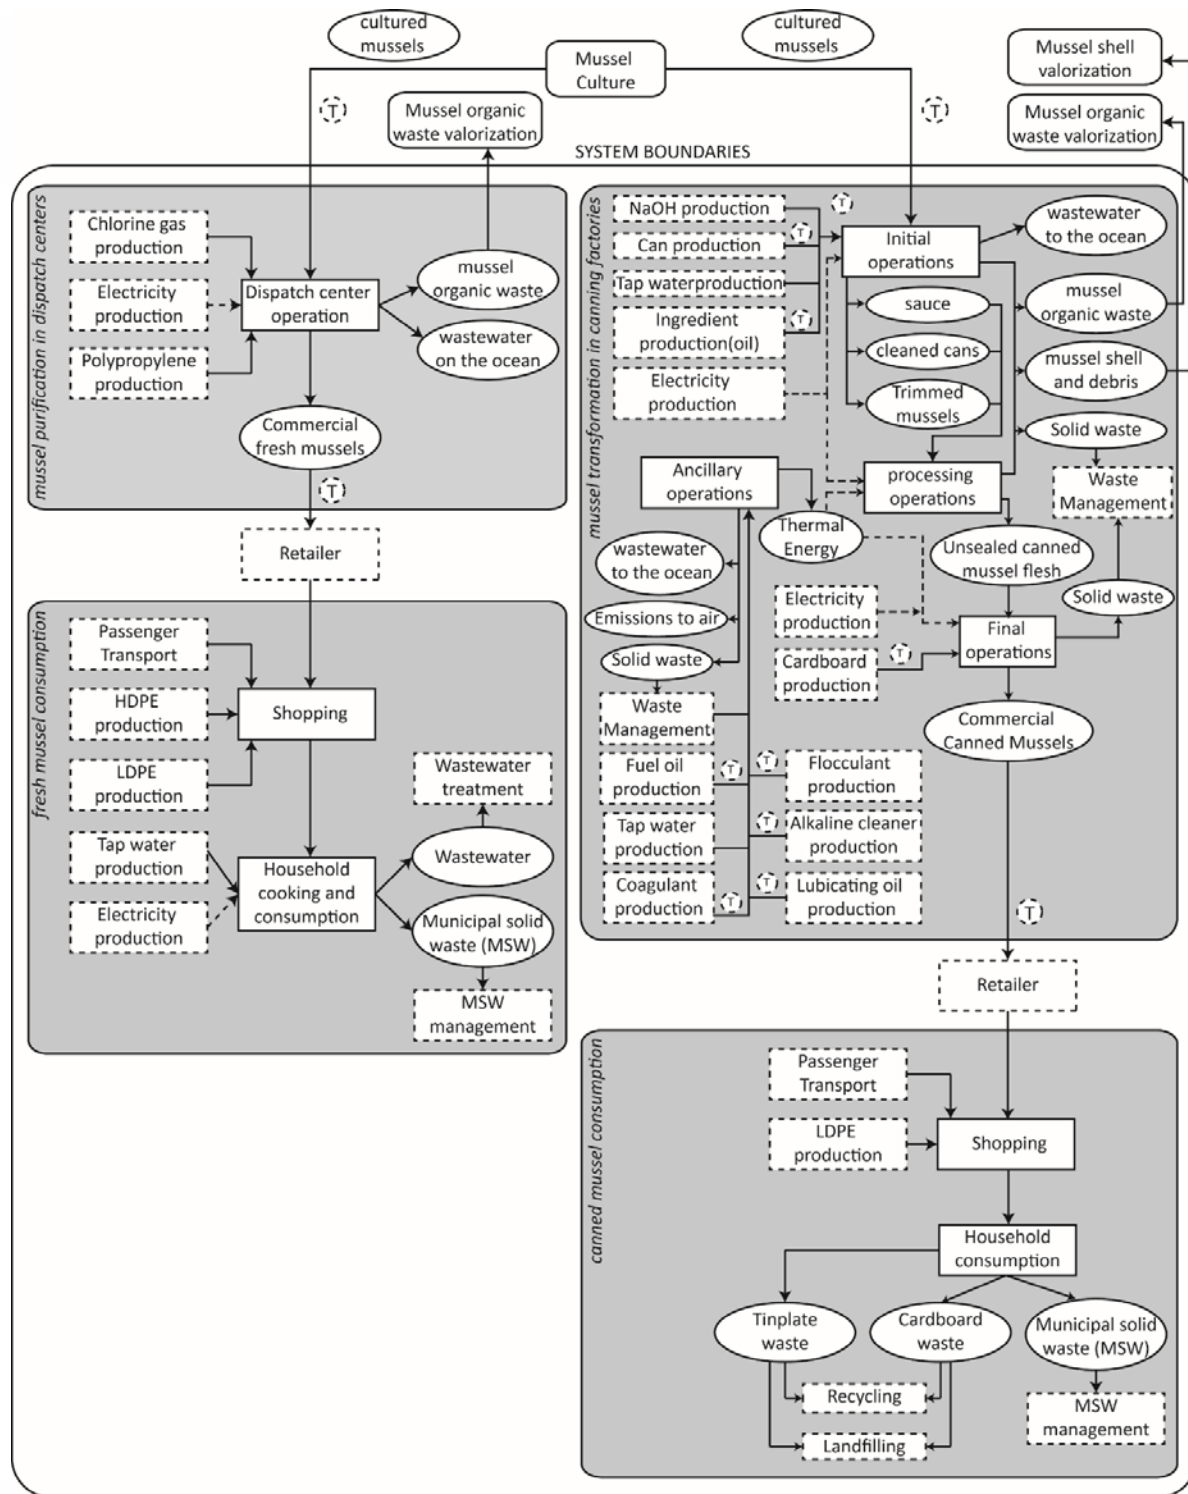 cultured
mussels
cultured
mussels
Mussel
Culture
Mussel shell
valorization
Mussel organic
waste valorization
Mussel organic
waste valorization
T
T
SYSTEM BOUNDARIES
mussel purification in dispatch centers
Chlorine gas
production
Electricity
production
Polypropylene
production
Dispatch center
operation
mussel
organic waste
wastewater
on the ocean
Commercial
fresh mussels
T
Retailer
fresh mussel consumption
Passenger
Transport
HDPE
production
LDPE
production
Shopping
Tap water
production
Electricity
production
Household
cooking and
consumption
Wastewater
treatment
Wastewater
Municipal solid
waste (MSW)
MSW
management
mussel transformation in canning factories
NaOH production
T
Can production
T
Tap waterproduction
Ingredient
production(oil)
T
Electricity
production
Initial
operations
wastewater
to the ocean
sauce
cleaned cans
Trimmed
mussels
mussel
organic waste
mussel shell
and debris
Solid waste
Waste
Management
Ancillary
operations
processing
operations
Thermal
Energy
Unsealed canned
mussel flesh
wastewater
to the ocean
Emissions to air
Solid waste
Electricity
production
Cardboard
production
T
Final
operations
Solid waste
Waste
Management
Commercial
Canned Mussels
Fuel oil
production
T
T
Flocculant
production
Tap water
production
T
Alkaline cleaner
production
Coagulant
production
T
T
Lubicating oil
production
T
Retailer
canned mussel consumption
Passenger
Transport
LDPE
production
Shopping
Household
consumption
Tinplate
waste
Cardboard
waste
Municipal solid
waste (MSW)
Recycling
Landfilling
MSW
management